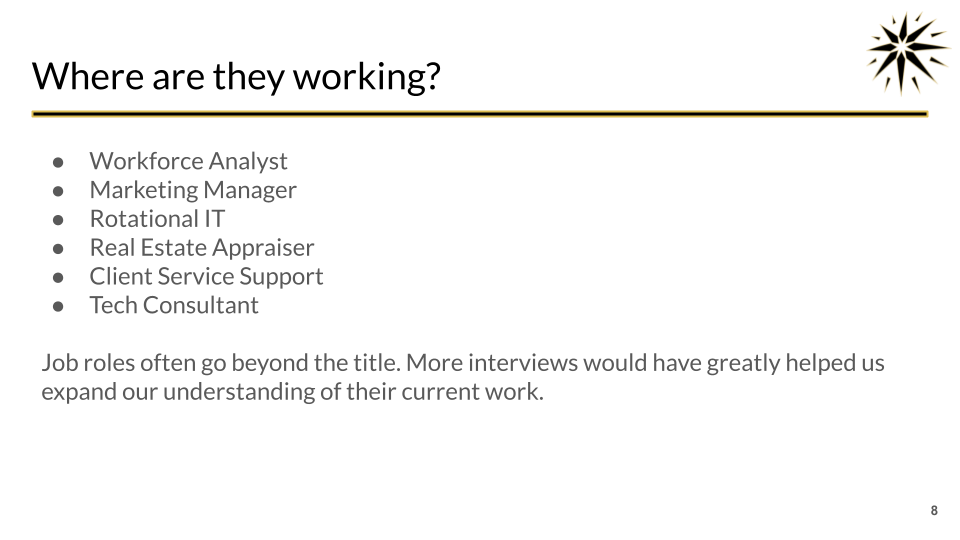 Where are they working?
● Workforce Analyst
● Marketing Manager
● Rotational IT
● Real Estate Appraiser
● Client Service Support
● Tech Consultant
Job roles often go beyond the title. More interviews would have greatly helped us
expand our understanding of their current work.
8